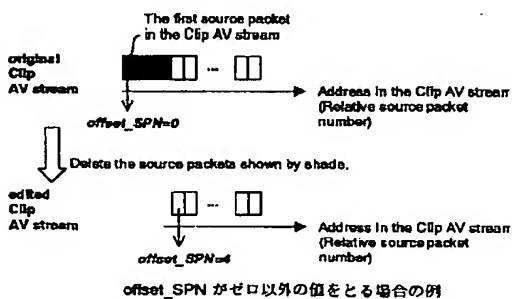 The first source packet
in the Clip AV stream
original
Clip
AV stream
...
Address in the Clip AV stream
(Relative source packet
number)
offset_SPN=0
Delete the source packets shown by shade.
edited
Clip
AV stream
...
Address in the Clip AV stream
(Relative source packet
number)
offset_SPN=4
offset_SPN がゼロ以外の値をとる場合の例